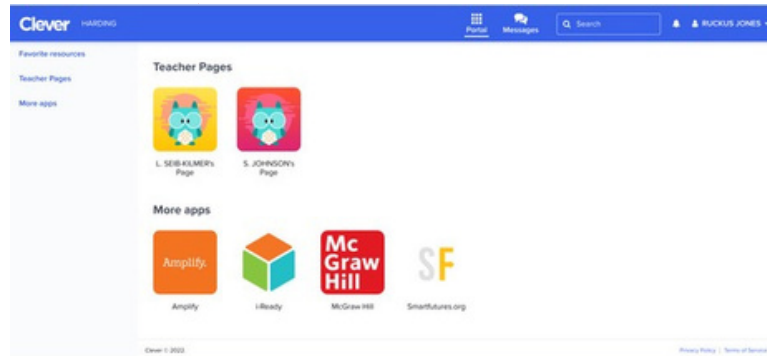 Clever HARDING Portal Messages Search RUCKUS JONES
Favorite resources
Teacher Pages
More apps
Teacher Pages
L. SEIB-KILMER's
Page
S. JOHNSON's
Page
More apps
Amplify.
Mc
Graw
Hill
SF
Amplify
i-Ready
McGraw Hill
Smartfutures.org
Clever © 2022
Privacy Policy | Terms of Service